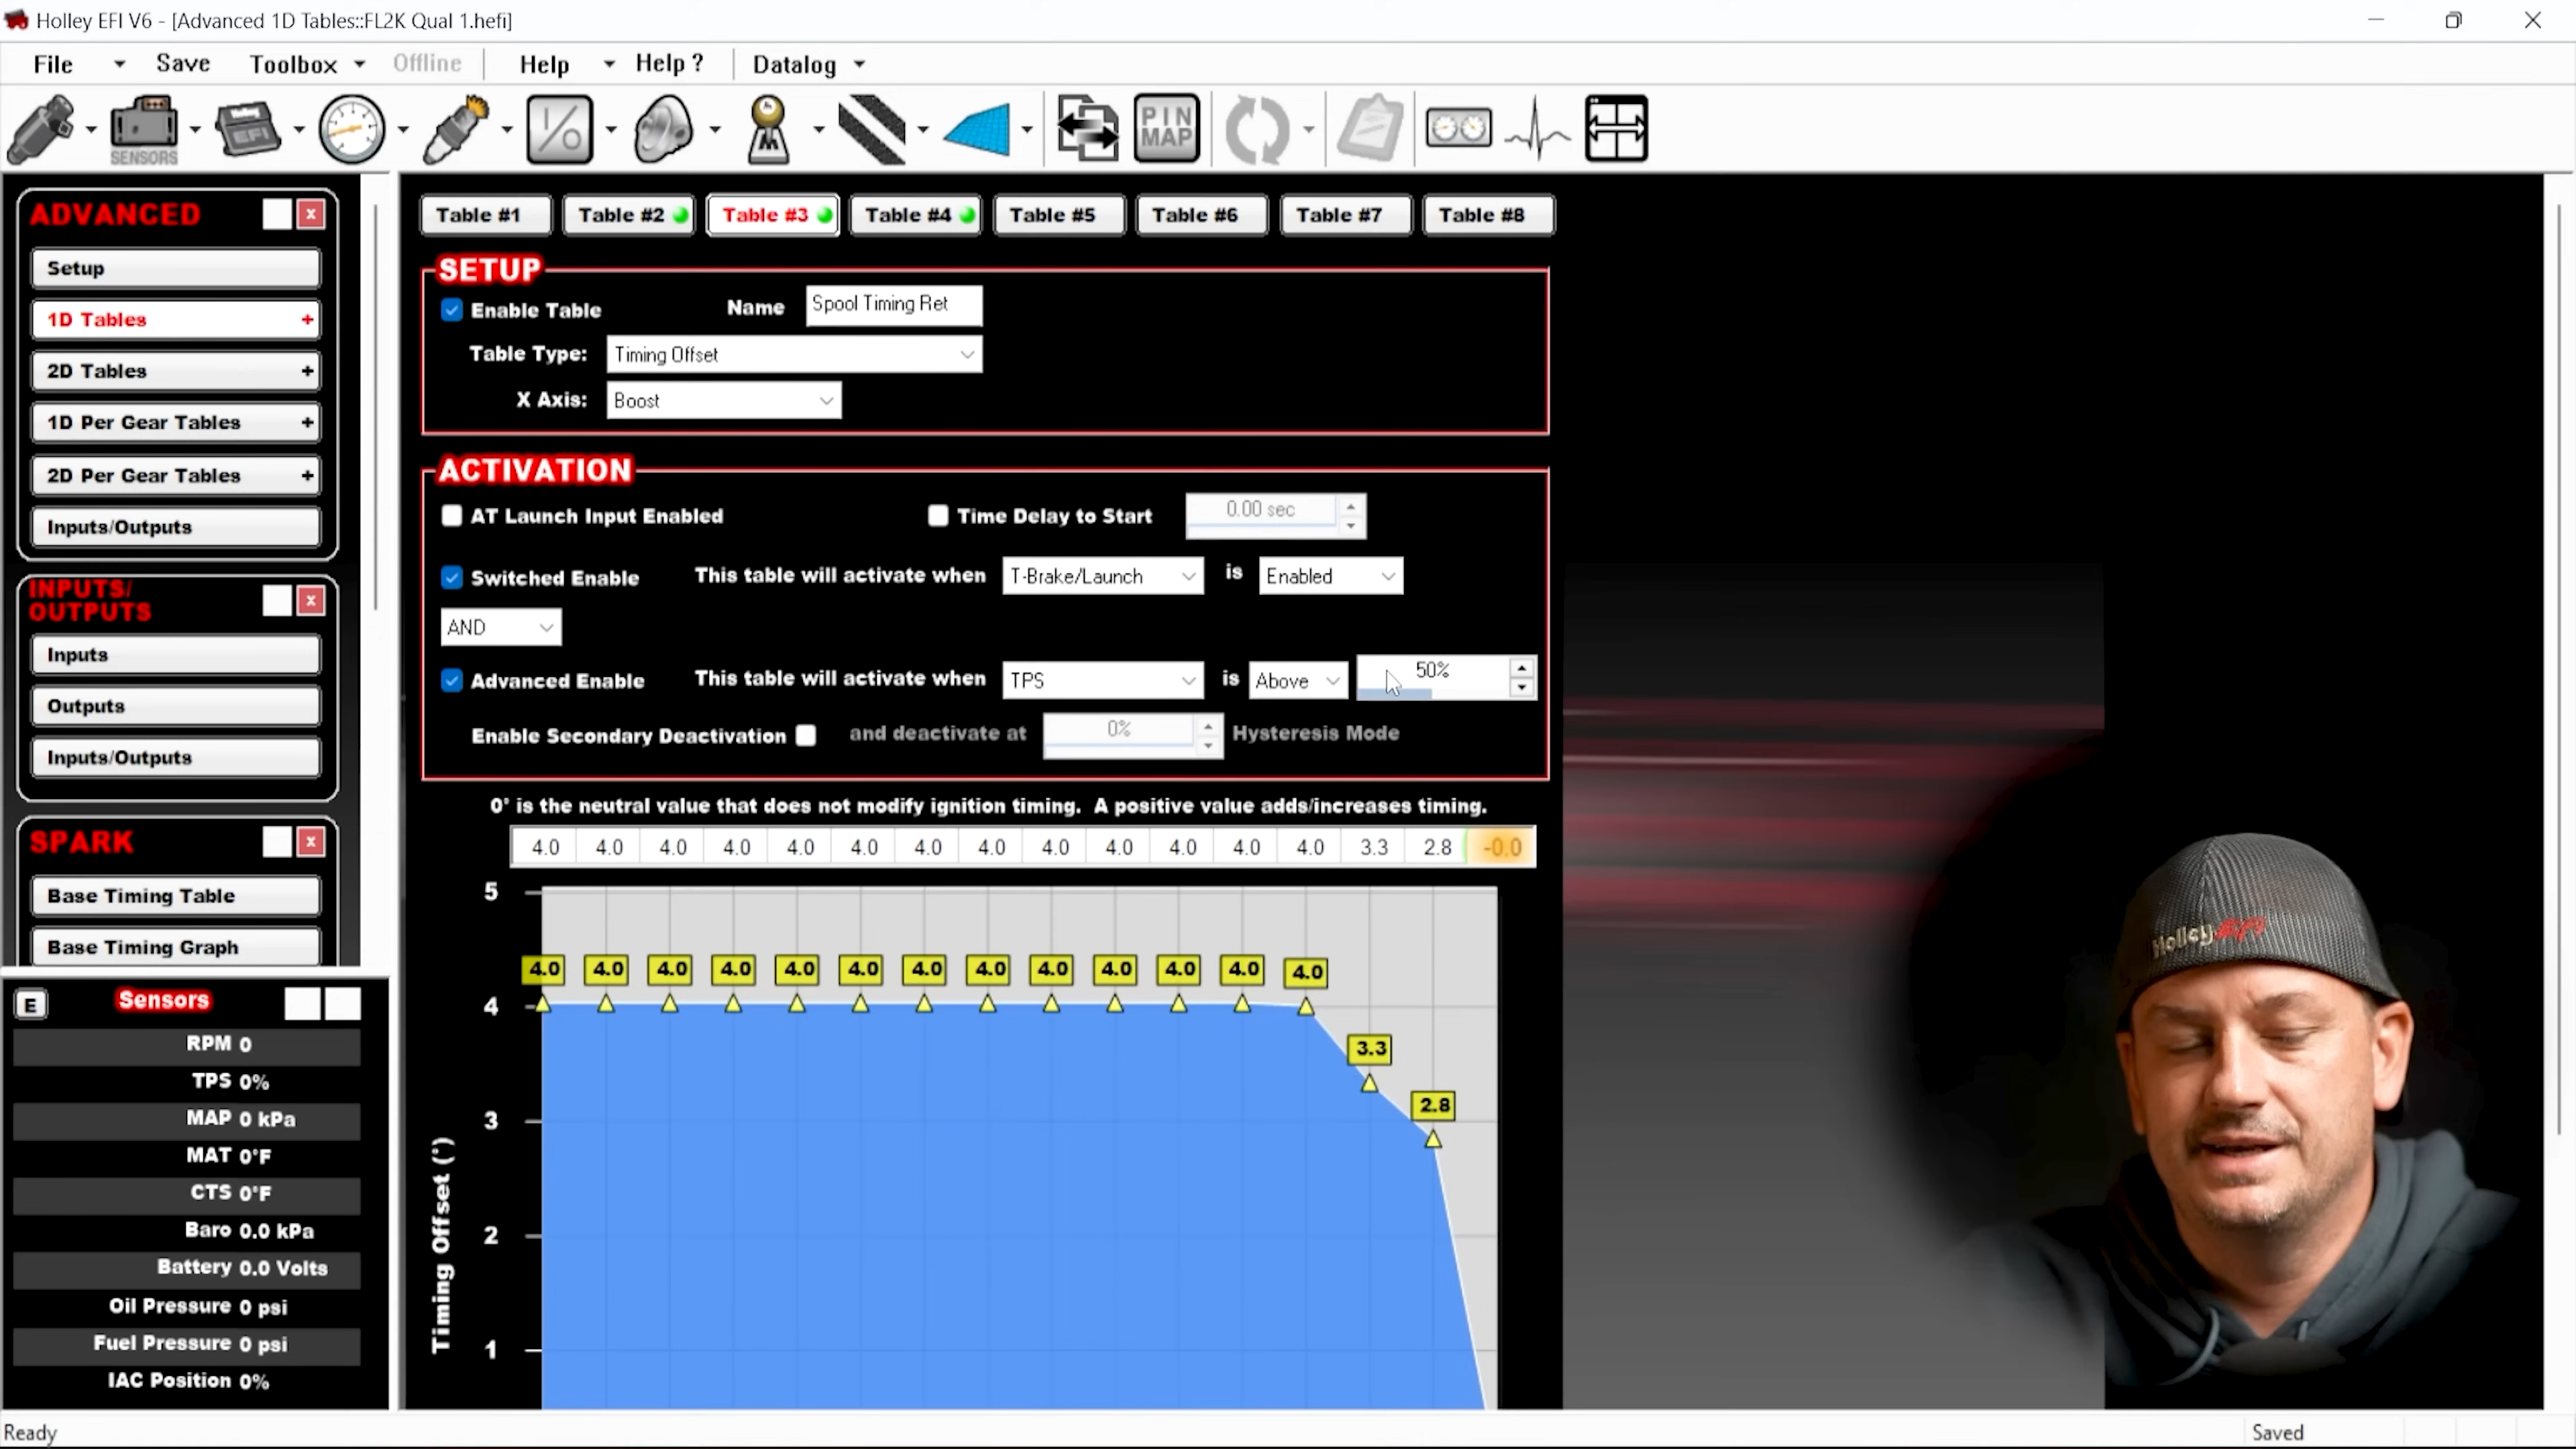 Holley EFI V6 - [Advanced 1D Tables::FL2K Qual 1.hefi]
File Save Toolbox Offline Help Help ? Datalog
EFI
I/O
PIN MAP
SENSORS
ADVANCED
Setup
1D Tables +
2D Tables +
1D Per Gear Tables +
2D Per Gear Tables +
Inputs/Outputs
INPUTS/
OUTPUTS
Inputs
Outputs
Inputs/Outputs
SPARK
Base Timing Table
Base Timing Graph
E Sensors
RPM 0
TPS 0%
MAP 0 kPa
MAT 0°F
CTS 0°F
Baro 0.0 kPa
Battery 0.0 Volts
Oil Pressure 0 psi
Fuel Pressure 0 psi
IAC Position 0%
Table #1 Table #2 Table #3 Table #4 Table #5 Table #6 Table #7 Table #8
SETUP
Enable Table Name Spool Timing Ret
Table Type: Timing Offset
X Axis: Boost
ACTIVATION
AT Launch Input Enabled Time Delay to Start 0.00 sec
Switched Enable This table will activate when T-Brake/Launch is Enabled
AND
Advanced Enable This table will activate when TPS is Above 50%
Enable Secondary Deactivation and deactivate at 0% Hysteresis Mode
0° is the neutral value that does not modify ignition timing. A positive value adds/increases timing.
4.0 4.0 4.0 4.0 4.0 4.0 4.0 4.0 4.0 4.0 4.0 4.0 4.0 3.3 2.8 -0.0
5
4.0 4.0 4.0 4.0 4.0 4.0 4.0 4.0 4.0 4.0 4.0 4.0 4.0
4
3.3
2.8
3
2
1
Timing Offset (°)
Holley EFI
Ready Saved